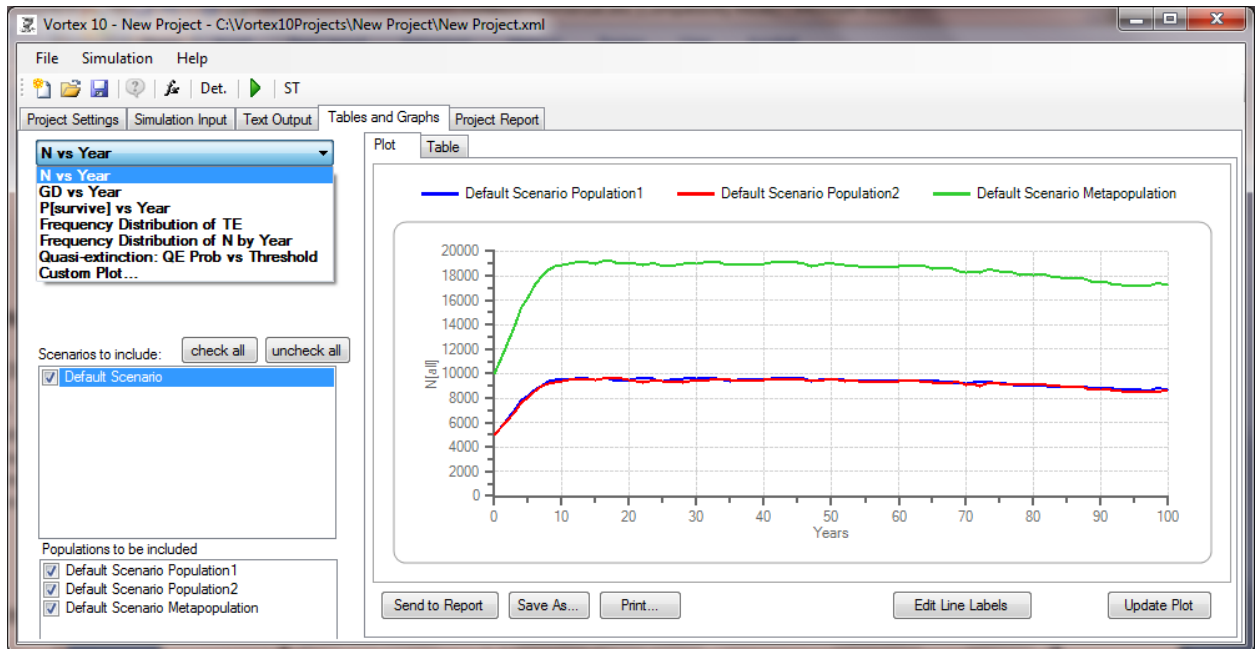 Vortex 10 - New Project - C:\Vortex10Projects\New Project\New Project.xml
File Simulation Help
fx Det. ST
Project Settings Simulation Input Text Output Tables and Graphs Project Report
N vs Year
N vs Year
GD vs Year
P[survive] vs Year
Frequency Distribution of TE
Frequency Distribution of N by Year
Quasi-extinction: QE Prob vs Threshold
Custom Plot...
Scenarios to include: check all uncheck all
Default Scenario
Populations to be included
Default Scenario Population1
Default Scenario Population2
Default Scenario Metapopulation
Plot Table
Default Scenario Population1 Default Scenario Population2 Default Scenario Metapopulation
N[all]
20000
18000
16000
14000
12000
10000
8000
6000
4000
2000
0
0 10 20 30 40 50 60 70 80 90 100
Years
Send to Report Save As... Print... Edit Line Labels Update Plot